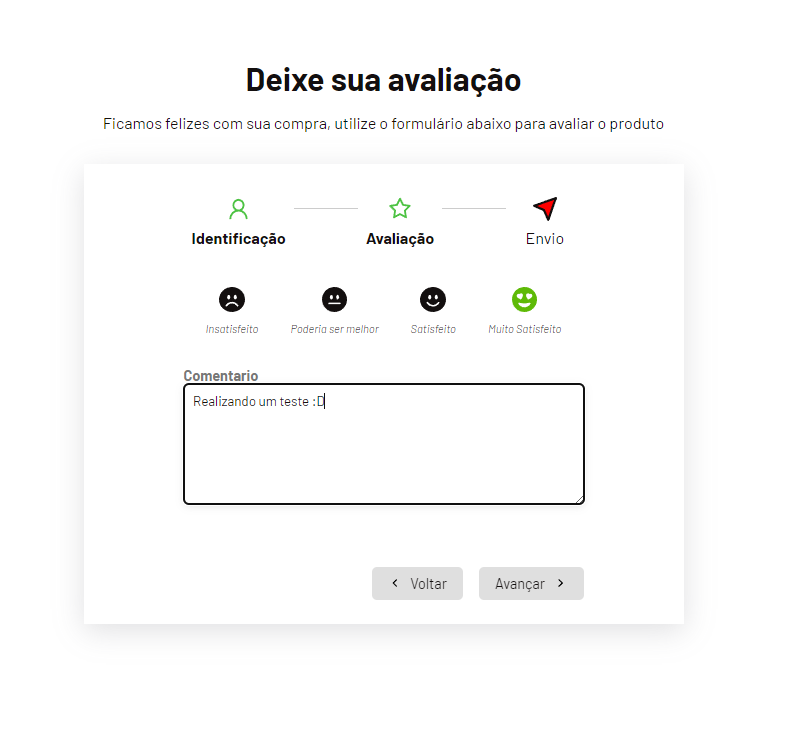 Deixe sua avaliação
Ficamos felizes com sua compra, utilize o formulário abaixo para avaliar o produto
Identificação Avaliação Envio
Insatisfeito Poderia ser melhor Satisfeito Muito Satisfeito
Comentario
Realizando um teste :D
Voltar Avançar